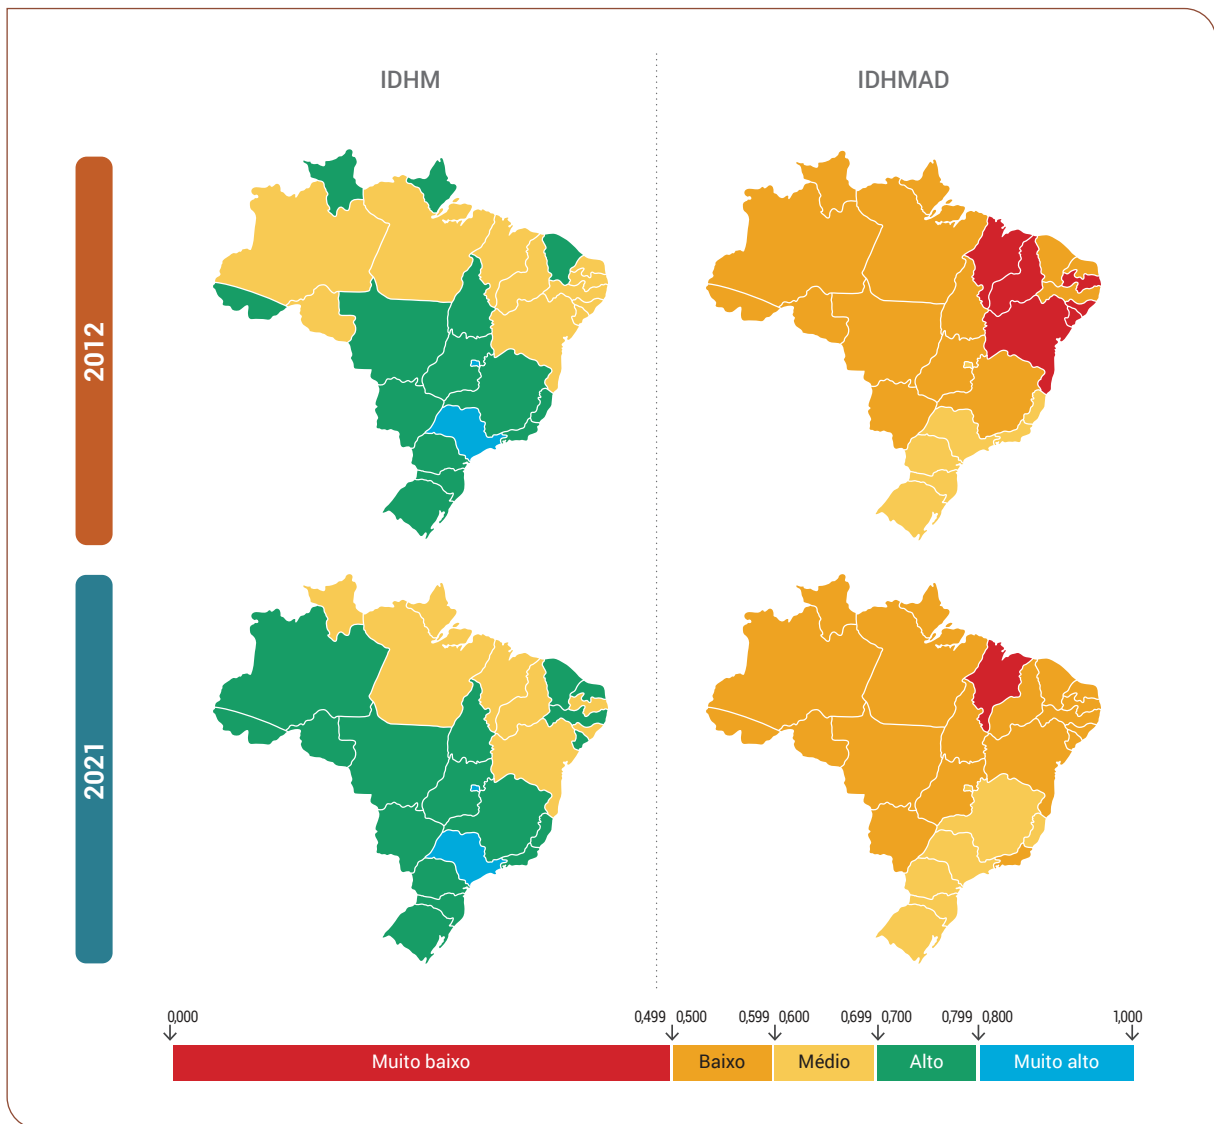 IDHM
IDHMAD
2012
2021
0,000 0,499 0,500 0,599 0,600 0,699 0,700 0,799 0,800 1,000
Muito baixo Baixo Médio Alto Muito alto